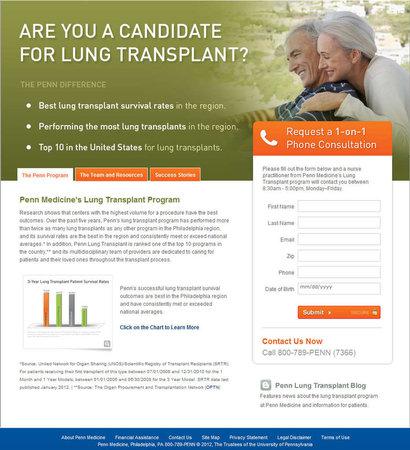 ARE YOU A CANDIDATE
FOR LUNG TRANSPLANT?
THE PENN DIFFERENCE
Best lung transplant survival rates in the region.
Performing the most lung transplants in the region.
Top 10 in the United States for lung transplants.
The Penn Program
The Team and Resources
Success Stories
Penn Medicine's Lung Transplant Program
Research shows that centers with the highest volume for a procedure have the best
outcomes. Over the past five years, Penn's lung transplant program has performed more
than twice as many lung transplants as any other program in the Philadelphia region,
and its survival rates are the best in the region and consistently meet or exceed national
averages.* In addition, Penn Lung Transplant is ranked one of the top 10 programs in
the country,** and its multidisciplinary team of providers are dedicated to caring for
patients and their loved ones throughout the transplant process.
3-Year Lung Transplant Patient Survival Rates
Penn's successful lung transplant survival
outcomes are best in the Philadelphia region
and have consistently met or exceeded
national averages.
Click on the Chart to Learn More
*Source: United Network for Organ Sharing (UNOS)/Scientific Registry of Transplant Recipients (SRTR).
For patients receiving their first transplant of this type between 07/01/2008 and 12/31/2010 for the 1
Month and 1 Year Models; between 01/01/2006 and 06/30/2008 for the 3 Year Model. SRTR data last
published January 2012. | **Source: The Organ Procurement and Transplantation Network (OPTN)
Request a 1-on-1
Phone Consultation
Please fill out the form below and a nurse
practitioner from Penn Medicine's Lung
Transplant program will contact you between
8:30am - 5:00pm, Monday–Friday.
First Name
Last Name
Email
Zip
Phone
Date of Birth mm/dd/yyyy
Submit SECURE
Contact Us Now
Call 800-789-PENN (7366)
Penn Lung Transplant Blog
Features news about the lung transplant program
at Penn Medicine and information for patients.
About Penn Medicine Financial Assistance Contact Us Site Map Privacy Statement Legal Disclaimer Terms of Use
Penn Medicine, Philadelphia, PA 800-789-PENN © 2012, The Trustees of the University of Pennsylvania